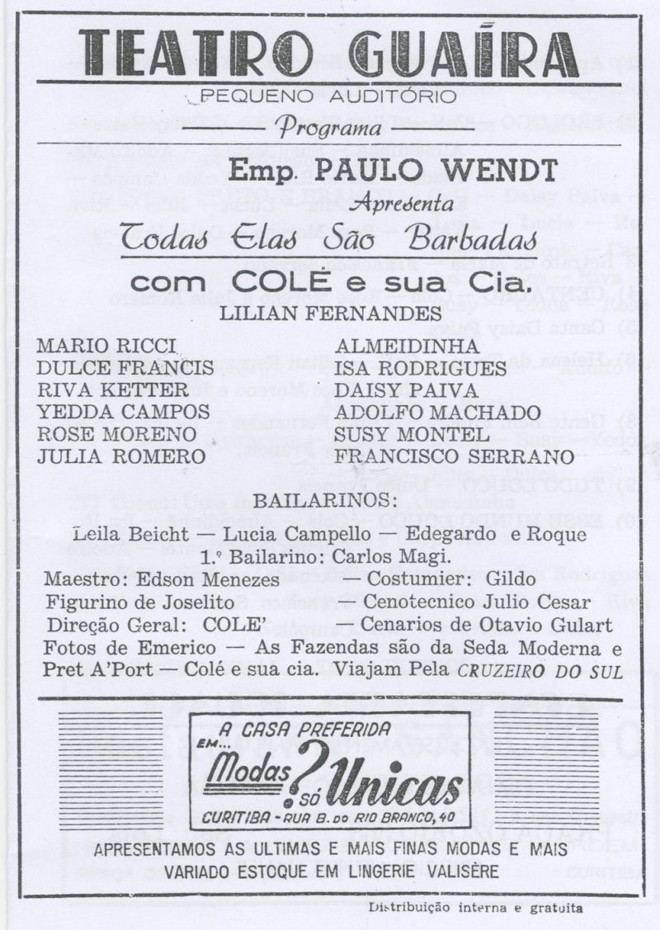 TEATRO GUAÍRA
PEQUENO AUDITÓRIO
Programa
Emp. PAULO WENDT
Apresenta
Todas Elas São Barbadas
com COLÉ e sua Cia.
LILIAN FERNANDES
MARIO RICCI ALMEIDINHA
DULCE FRANCIS ISA RODRIGUES
RIVA KETTER DAISY PAIVA
YEDDA CAMPOS ADOLFO MACHADO
ROSE MORENO SUSY MONTEL
JULIA ROMERO FRANCISCO SERRANO
BAILARINOS:
Leila Beicht — Lucia Campello — Edegardo e Roque
1.º Bailarino: Carlos Magi.
Maestro: Edson Menezes — Costumier: Gildo
Figurino de Joselito — Cenotecnico Julio Cesar
Direção Geral: COLE' — Cenarios de Otavio Gulart
Fotos de Emerico — As Fazendas são da Seda Moderna e
Pret A'Port — Colé e sua cia. Viajam Pela CRUZEIRO DO SUL
A CASA PREFERIDA
EM...
Modas ? SÓ Unicas
CURITIBA - RUA B. DO RIO BRANCO, 40
APRESENTAMOS AS ULTIMAS E MAIS FINAS MODAS E MAIS
VARIADO ESTOQUE EM LINGERIE VALISÈRE
Distribuição interna e gratuita